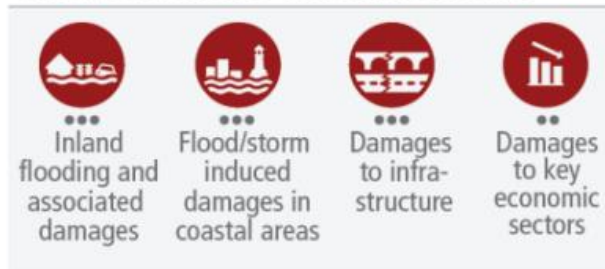 Inland
flooding and
associated
damages
Flood/storm
induced
damages in
coastal areas
Damages
to infra-
structure
Damages
to key
economic
sectors